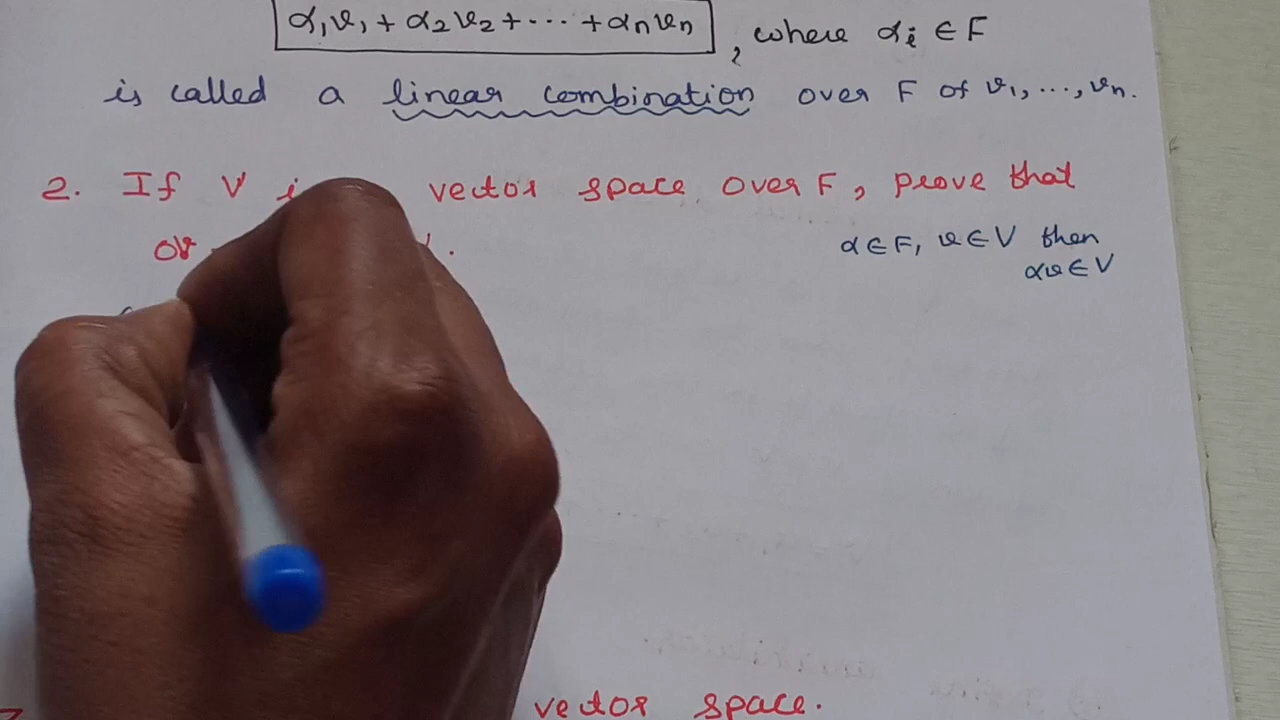 α₁v₁ + α₂v₂ + ⋯ + αₙvₙ, where αᵢ ∈ F
is called a linear combination over F of v₁, ..., vₙ.
2. If V vector space over F, prove that
0v
α ∈ F, v ∈ V then
αv ∈ V
vector space.